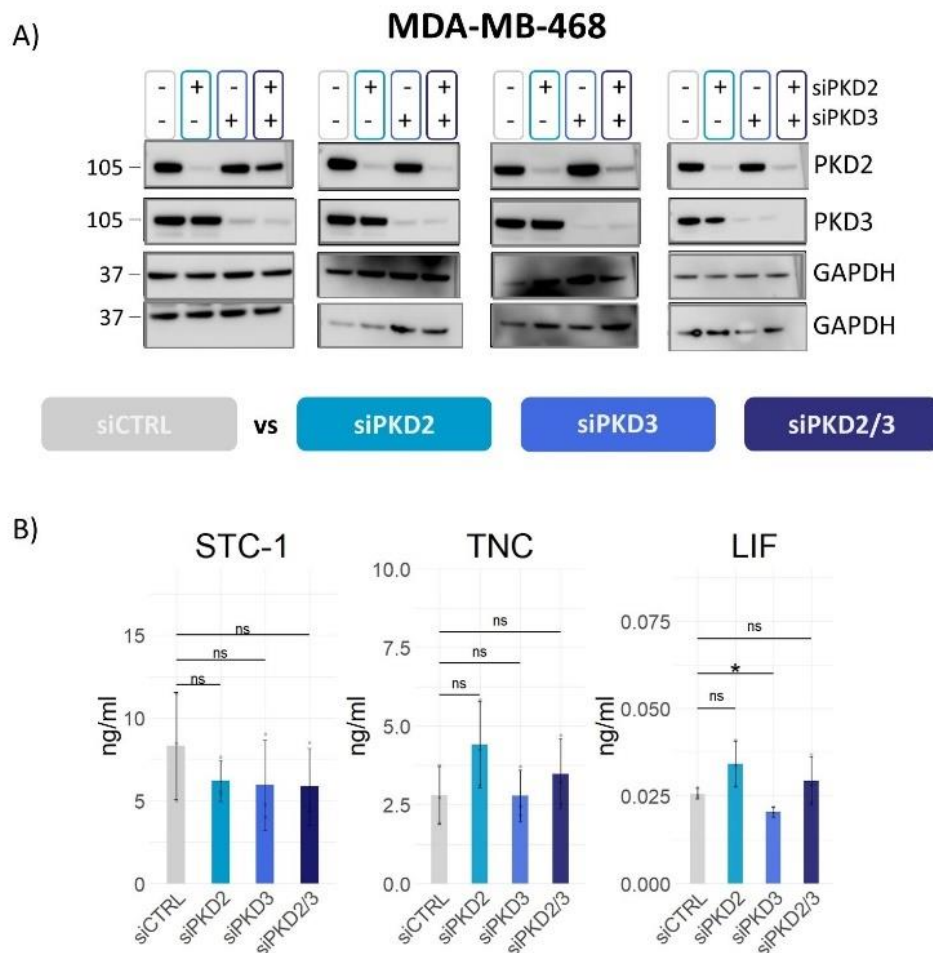 MDA-MB-468
A)
- + - + - + - + - + - + - + - + siPKD2
- - + + - - + + - - + + - - + + siPKD3
105 PKD2
105 PKD3
37 GAPDH
37 GAPDH
siCTRL vs siPKD2 siPKD3 siPKD2/3
B)
STC-1
ng/ml
15
10
5
0
ns
ns
ns
siCTRL siPKD2 siPKD3 siPKD2/3
TNC
ng/ml
10.0
7.5
5.0
2.5
0.0
ns
ns
ns
siCTRL siPKD2 siPKD3 siPKD2/3
LIF
ng/ml
0.075
0.050
0.025
0.000
ns
*
ns
siCTRL siPKD2 siPKD3 siPKD2/3